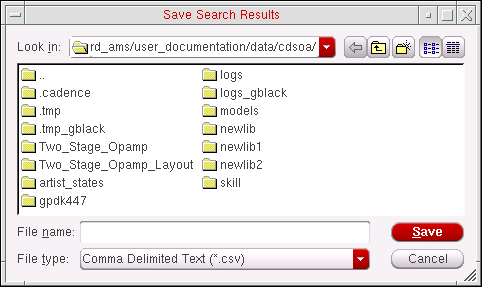 Save Search Results
Look in: rd_ams/user_documentation/data/cdsoa/
..
.cadence
.tmp
.tmp_gblack
Two_Stage_Opamp
Two_Stage_Opamp_Layout
artist_states
gpdk447
logs
logs_gblack
models
newlib
newlib1
newlib2
skill
File name:
Save
File type: Comma Delimited Text (*.csv)
Cancel